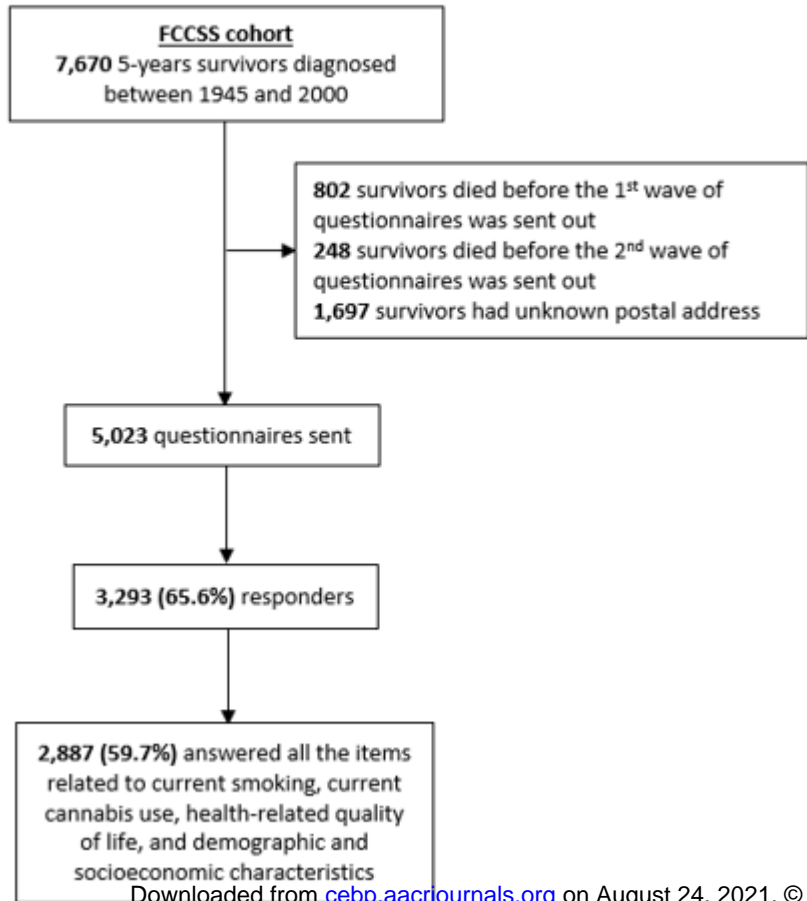 FCCSS cohort
7,670 5-years survivors diagnosed
between 1945 and 2000
802 survivors died before the 1st wave of
questionnaires was sent out
248 survivors died before the 2nd wave of
questionnaires was sent out
1,697 survivors had unknown postal address
5,023 questionnaires sent
3,293 (65.6%) responders
2,887 (59.7%) answered all the items
related to current smoking, current
cannabis use, health-related quality
of life, and demographic and
socioeconomic characteristics
Downloaded from cebp.aacrjournals.org on August 24, 2021. ©